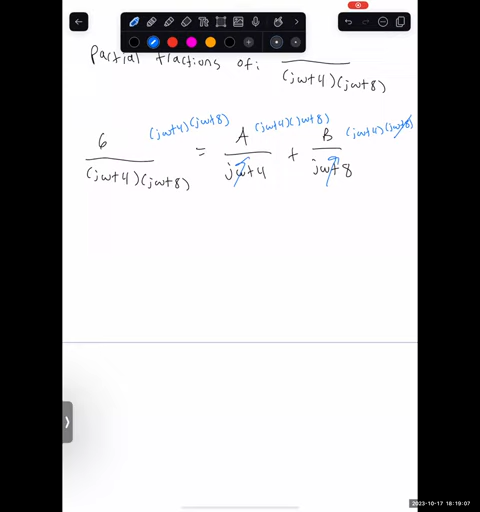 Partial fractions of:
(jω+4)(jω+8)
(jω+4)(jω+8) (jω+4)(jω+8) (jω+4)(jω+8)
6 = A + B
(jω+4)(jω+8) jω+4 jω+8
2023-10-17 18:19:07